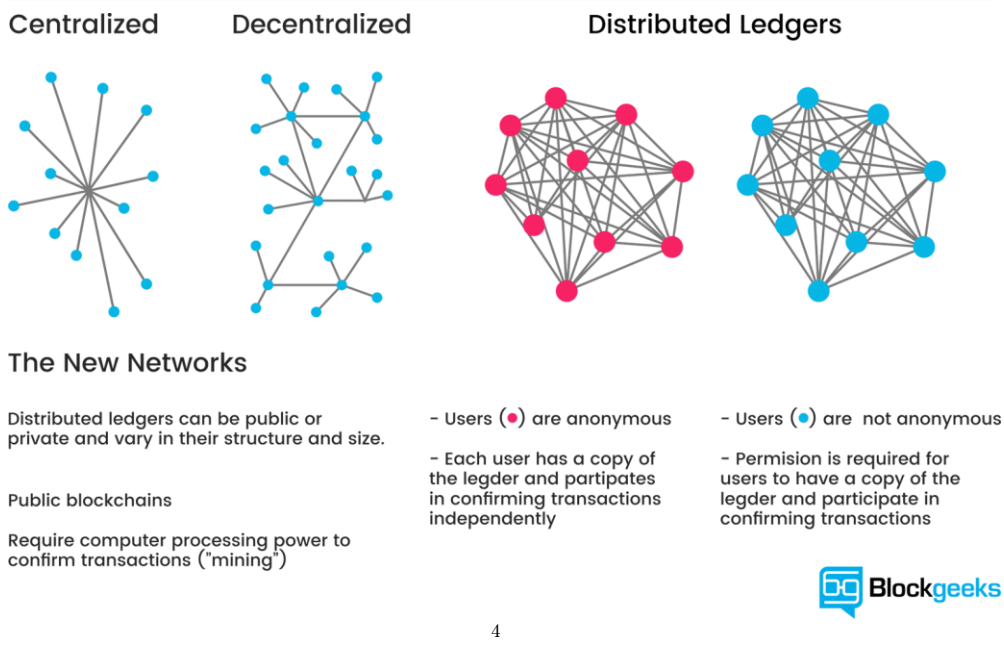 Centralized
Decentralized
Distributed Ledgers
The New Networks
Distributed ledgers can be public or
private and vary in their structure and size.
Public blockchains
Require computer processing power to
confirm transactions ("mining")
- Users (●) are anonymous
- Each user has a copy of
the legder and partipates
in confirming transactions
independently
- Users (●) are  not anonymous
- Permision is required for
users to have a copy of the
legder and participate in
confirming transactions
Blockgeeks
4